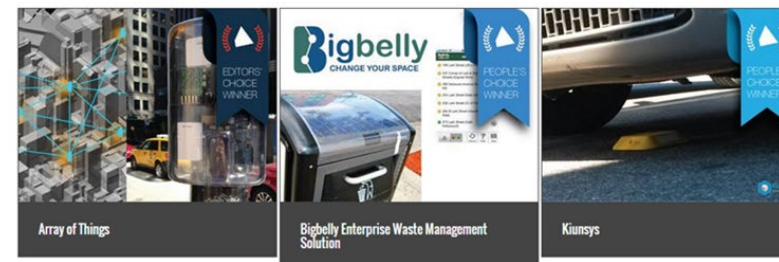 EDITORS'
CHOICE
WINNER
Array of Things
Bigbelly
CHANGE YOUR SPACE
PEOPLE'S
CHOICE
WINNER
Bigbelly Enterprise Waste Management
Solution
PEOPLE
CHOICE
WINNER
Kiunsys